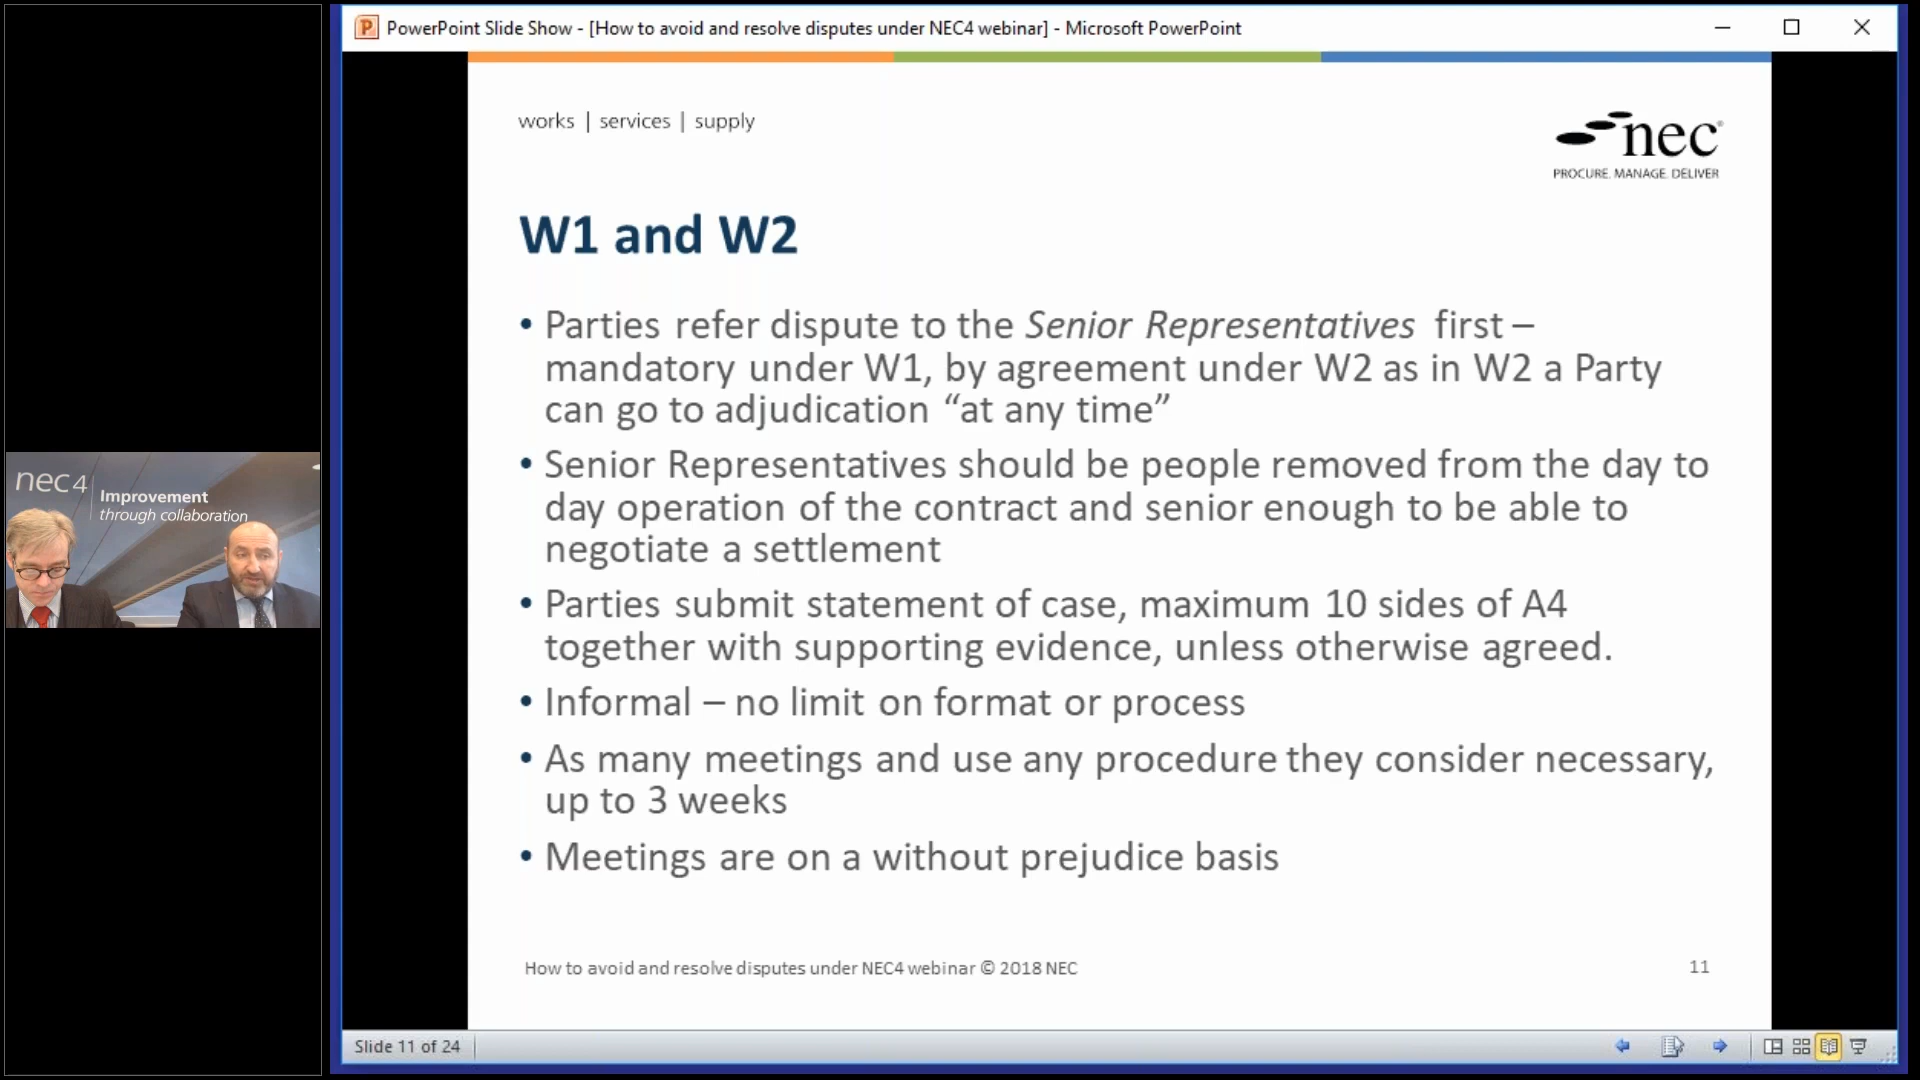 PowerPoint Slide Show - [How to avoid and resolve disputes under NEC4 webinar] - Microsoft PowerPoint
works | services | supply
nec®
PROCURE. MANAGE. DELIVER
W1 and W2
• Parties refer dispute to the Senior Representatives first –
mandatory under W1, by agreement under W2 as in W2 a Party
can go to adjudication “at any time”
• Senior Representatives should be people removed from the day to
day operation of the contract and senior enough to be able to
negotiate a settlement
• Parties submit statement of case, maximum 10 sides of A4
together with supporting evidence, unless otherwise agreed.
• Informal – no limit on format or process
• As many meetings and use any procedure they consider necessary,
up to 3 weeks
• Meetings are on a without prejudice basis
How to avoid and resolve disputes under NEC4 webinar © 2018 NEC
11
Slide 11 of 24
nec4
Improvement
through collaboration